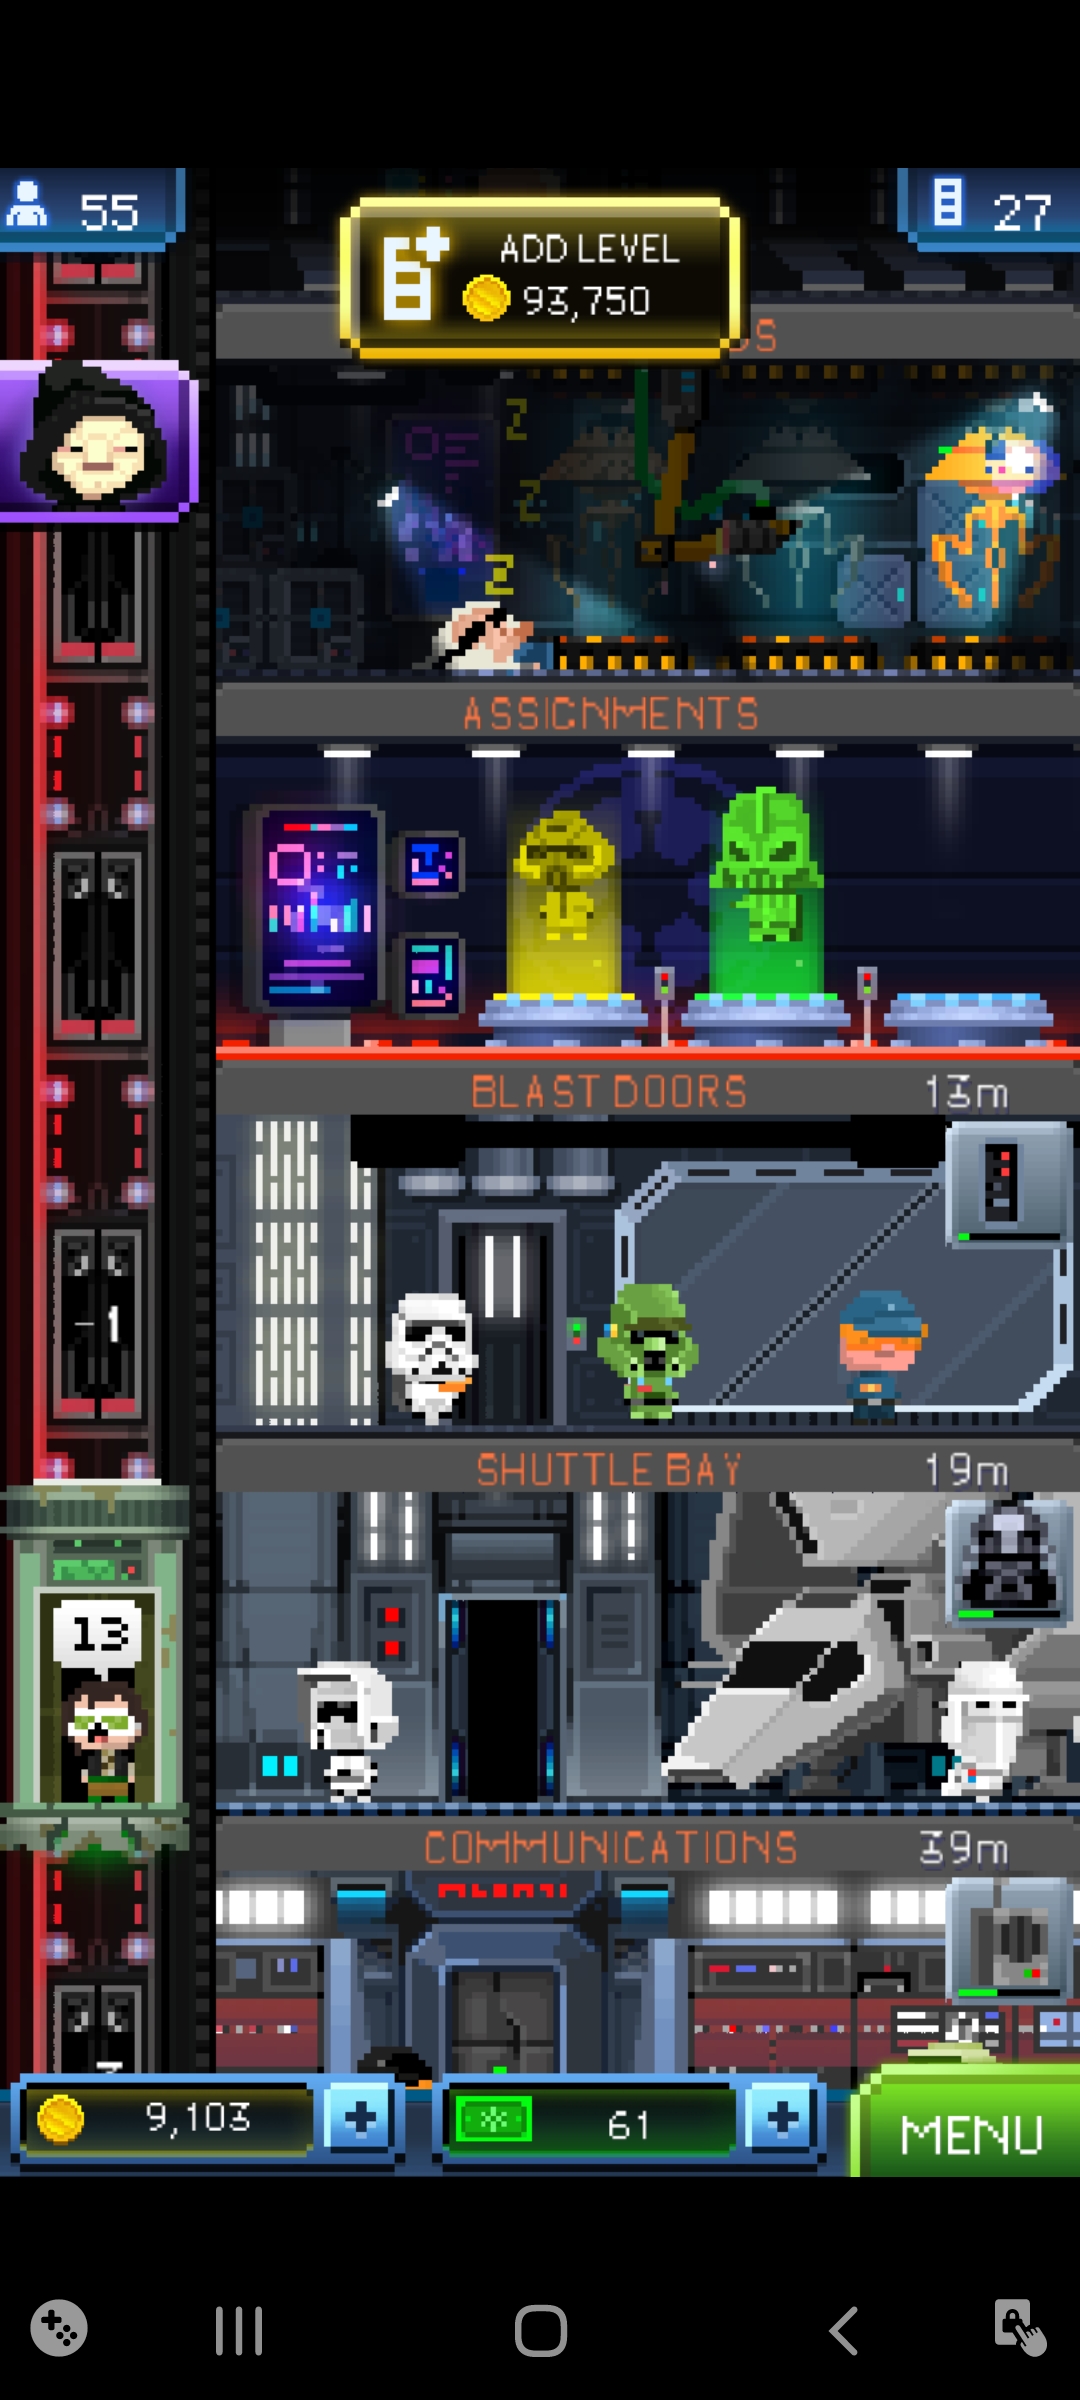 55
27
ADD LEVEL
93,750
DS
Z
Z
Z
ASSIGNMENTS
BLAST DOORS 13m
-1
SHUTTLE BAY 19m
13
COMMUNICATIONS 39m
9,103
61
MENU